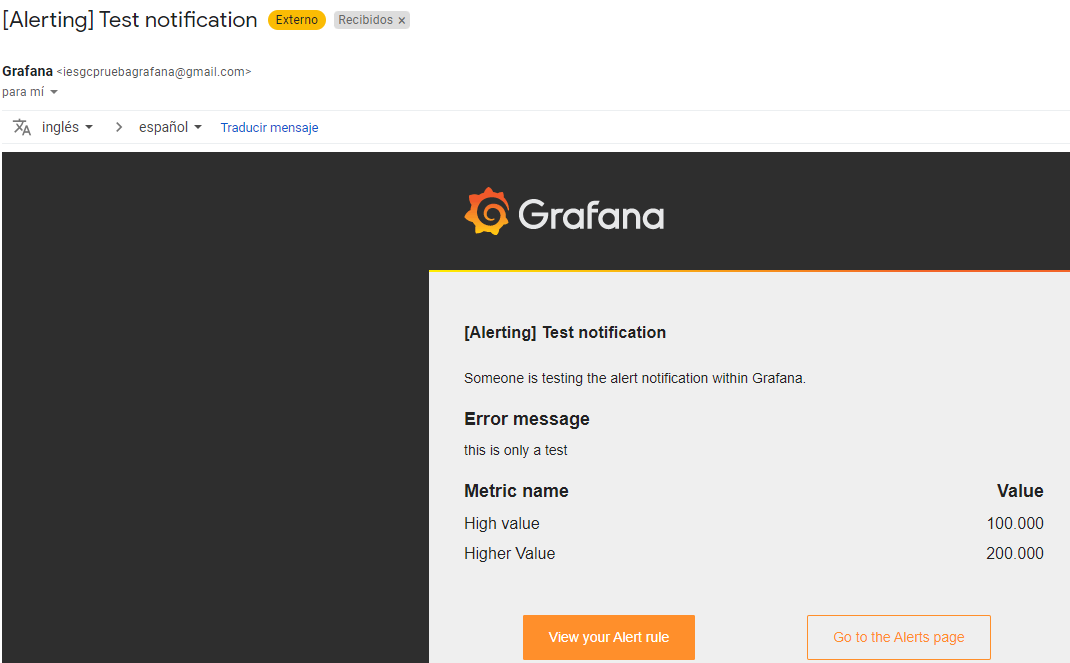 [Alerting] Test notification Externo Recibidos ×
Grafana <iesgcpruebagrafana@gmail.com>
para mí
inglés > español Traducir mensaje
Grafana
[Alerting] Test notification
Someone is testing the alert notification within Grafana.
Error message
this is only a test
Metric name Value
High value 100.000
Higher Value 200.000
View your Alert rule Go to the Alerts page